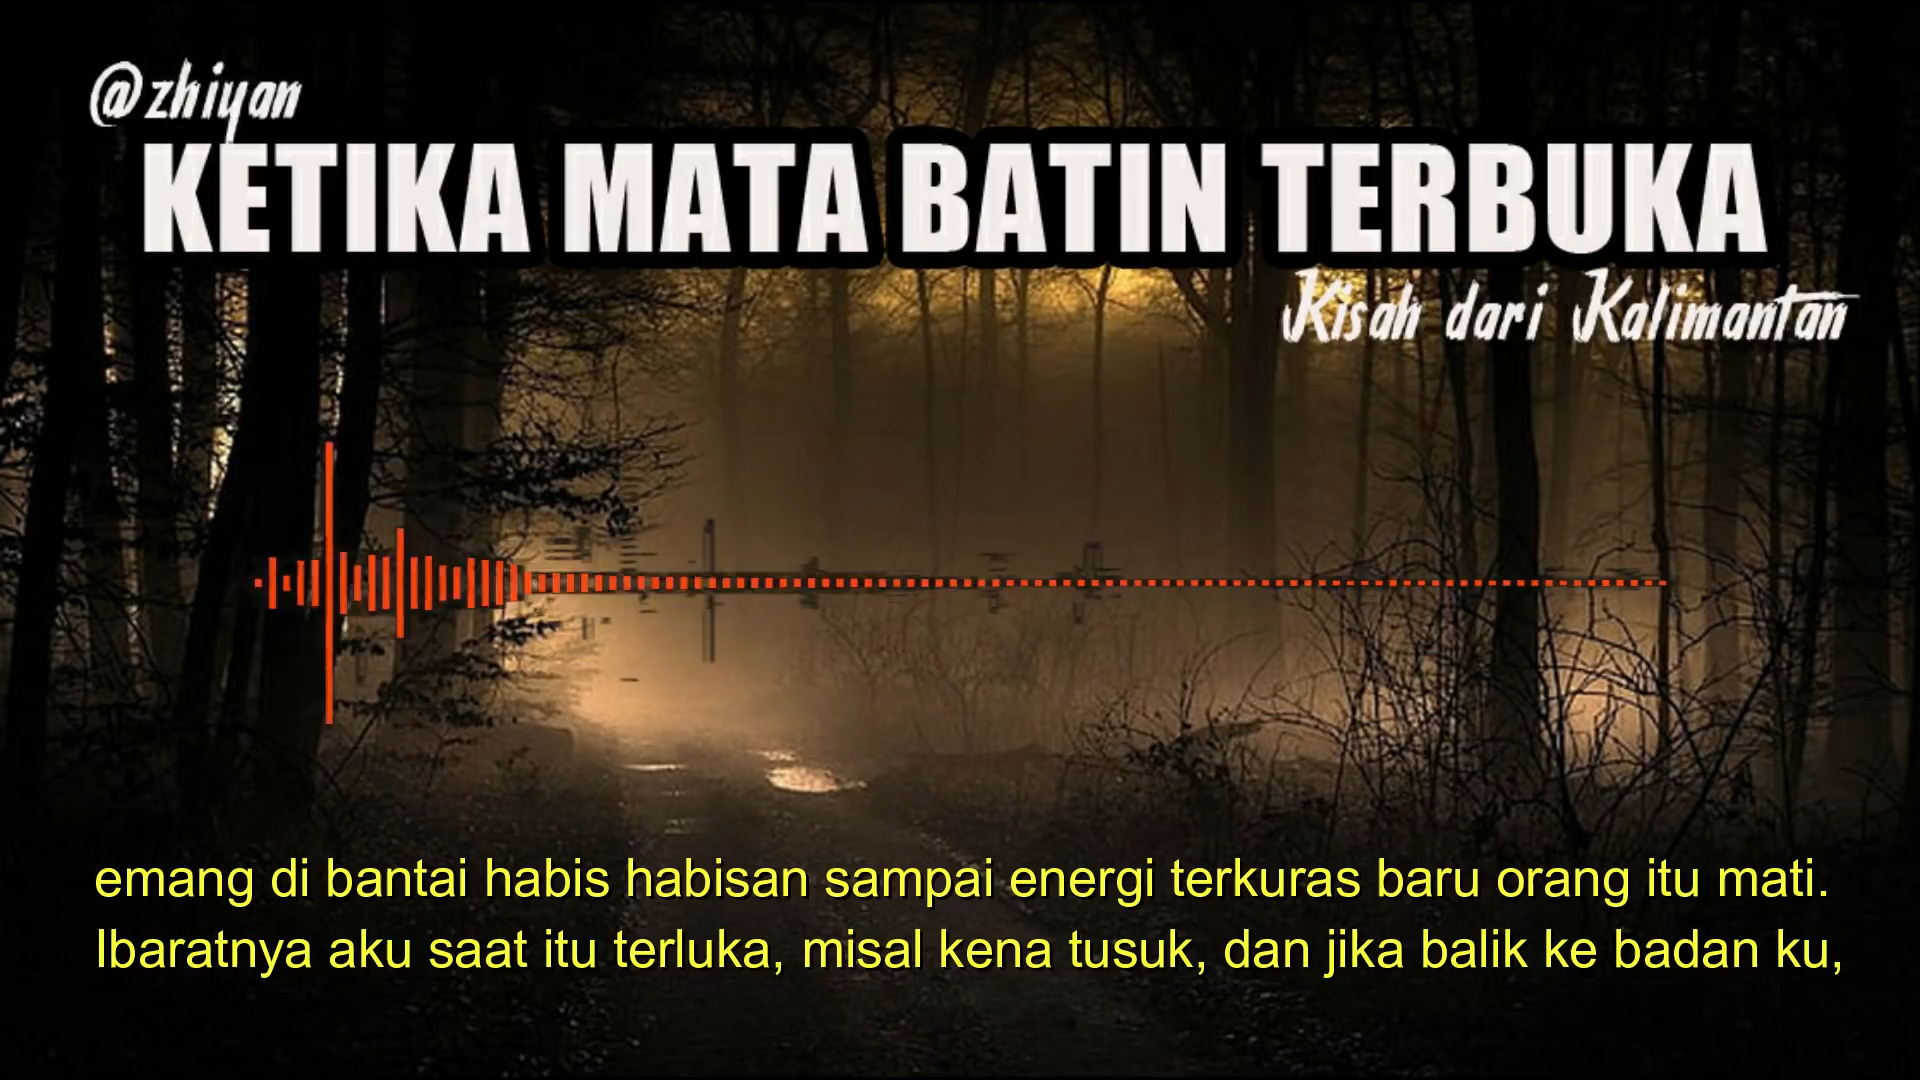 @zhiyan
KETIKA MATA BATIN TERBUKA
Kisah dari Kalimantan
emang di bantai habis habisan sampai energi terkuras baru orang itu mati.
Ibaratnya aku saat itu terluka, misal kena tusuk, dan jika balik ke badan ku,